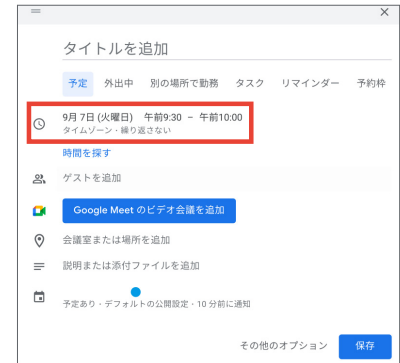 タイトルを追加
予定 外出中 別の場所で勤務 タスク リマインダー 予約枠
9月 7日 (火曜日) 午前9:30 – 午前10:00
タイムゾーン・繰り返さない
時間を探す
ゲストを追加
Google Meet のビデオ会議を追加
会議室または場所を追加
説明または添付ファイルを追加
予定あり・デフォルトの公開設定・10 分前に通知
その他のオプション 保存